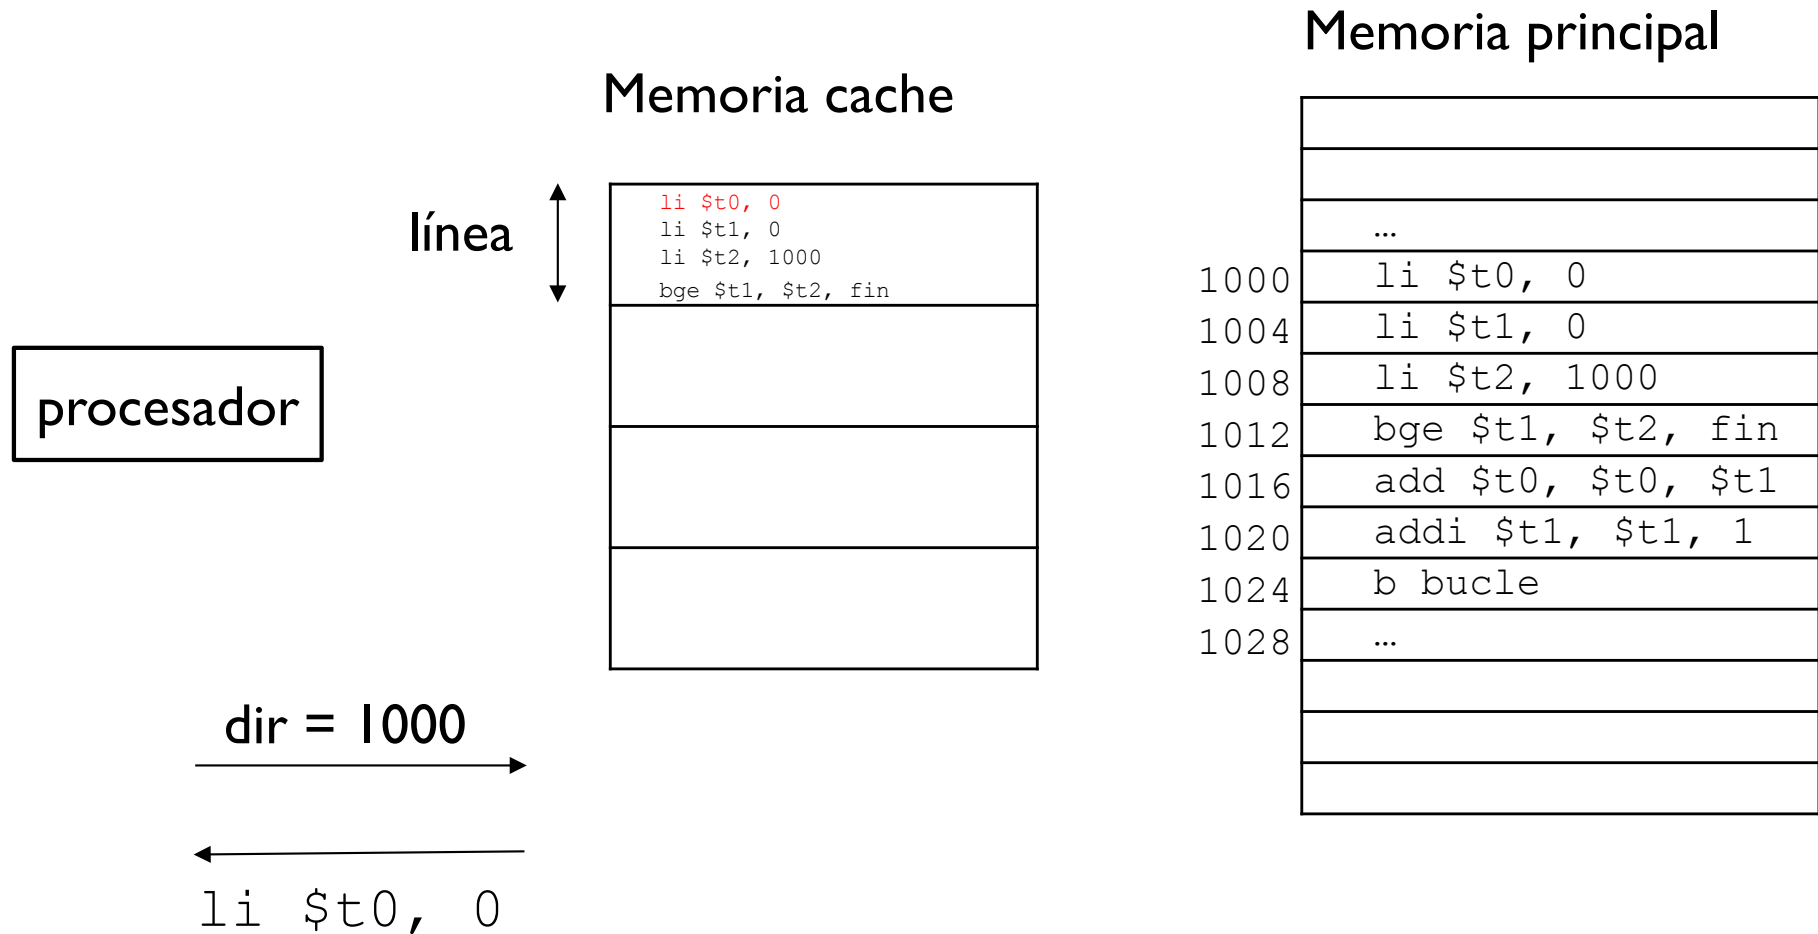 Memoria principal
Memoria cache
línea
li $t0, 0
li $t1, 0
li $t2, 1000
bge $t1, $t2, fin
procesador
…
1000 li $t0, 0
1004 li $t1, 0
1008 li $t2, 1000
1012 bge $t1, $t2, fin
1016 add $t0, $t0, $t1
1020 addi $t1, $t1, 1
1024 b bucle
1028 …
dir = 1000
li $t0, 0